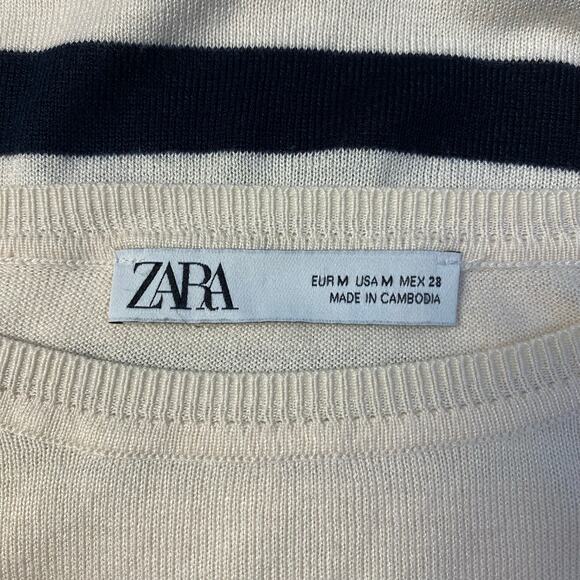 ZARA
EUR M USA M MEX 28
MADE IN CAMBODIA